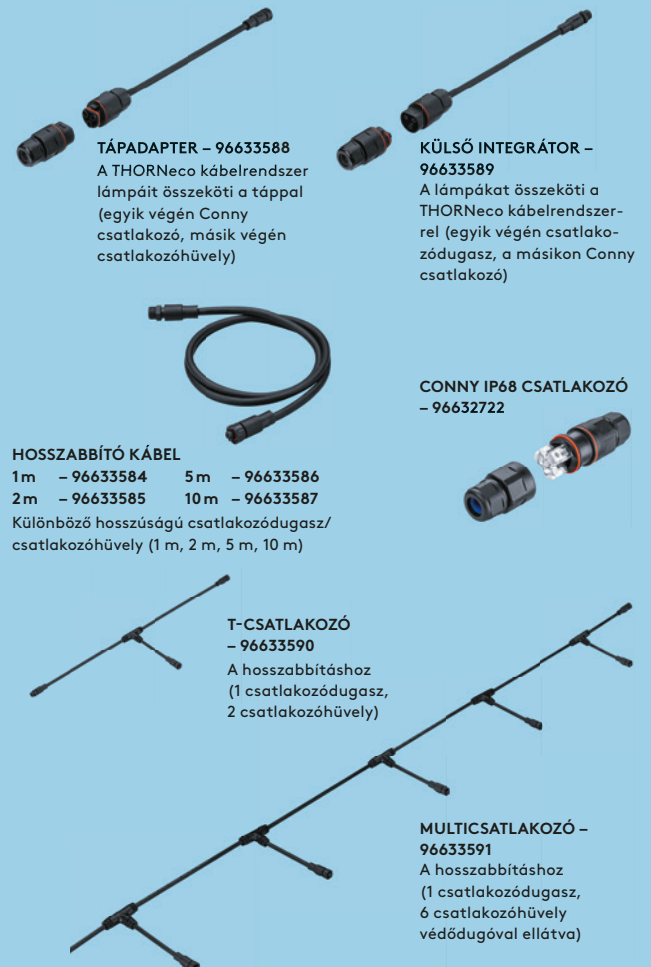 TÁPADAPTER – 96633588
A THORNeco kábelrendszer
lámpáit összeköti a táppal
(egyik végén Conny
csatlakozó, másik végén
csatlakozóhüvely)
KÜLSŐ INTEGRÁTOR –
96633589
A lámpákat összeköti a
THORNeco kábelrendszer-
rel (egyik végén csatlako-
zódugasz, a másikon Conny
csatlakozó)
CONNY IP68 CSATLAKOZÓ
– 96632722
HOSSZABBÍTÓ KÁBEL
1 m – 96633584 5 m – 96633586
2 m – 96633585 10 m – 96633587
Különböző hosszúságú csatlakozódugasz/
csatlakozóhüvely (1 m, 2 m, 5 m, 10 m)
T-CSATLAKOZÓ
– 96633590
A hosszabbításhoz
(1 csatlakozódugasz,
2 csatlakozóhüvely)
MULTICSATLAKOZÓ –
96633591
A hosszabbításhoz
(1 csatlakozódugasz,
6 csatlakozóhüvely
védődugóval ellátva)